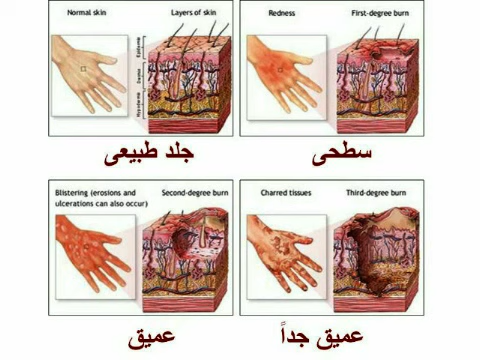 Normal skin
Layers of skin
Epidermis
Dermis
Hypodermis
جلد طبيعى
Redness
First-degree burn
سطحى
Blistering (erosions and
ulcerations can also occur)
Second-degree burn
عميق
Charred tissues
Third-degree burn
عميق جداً